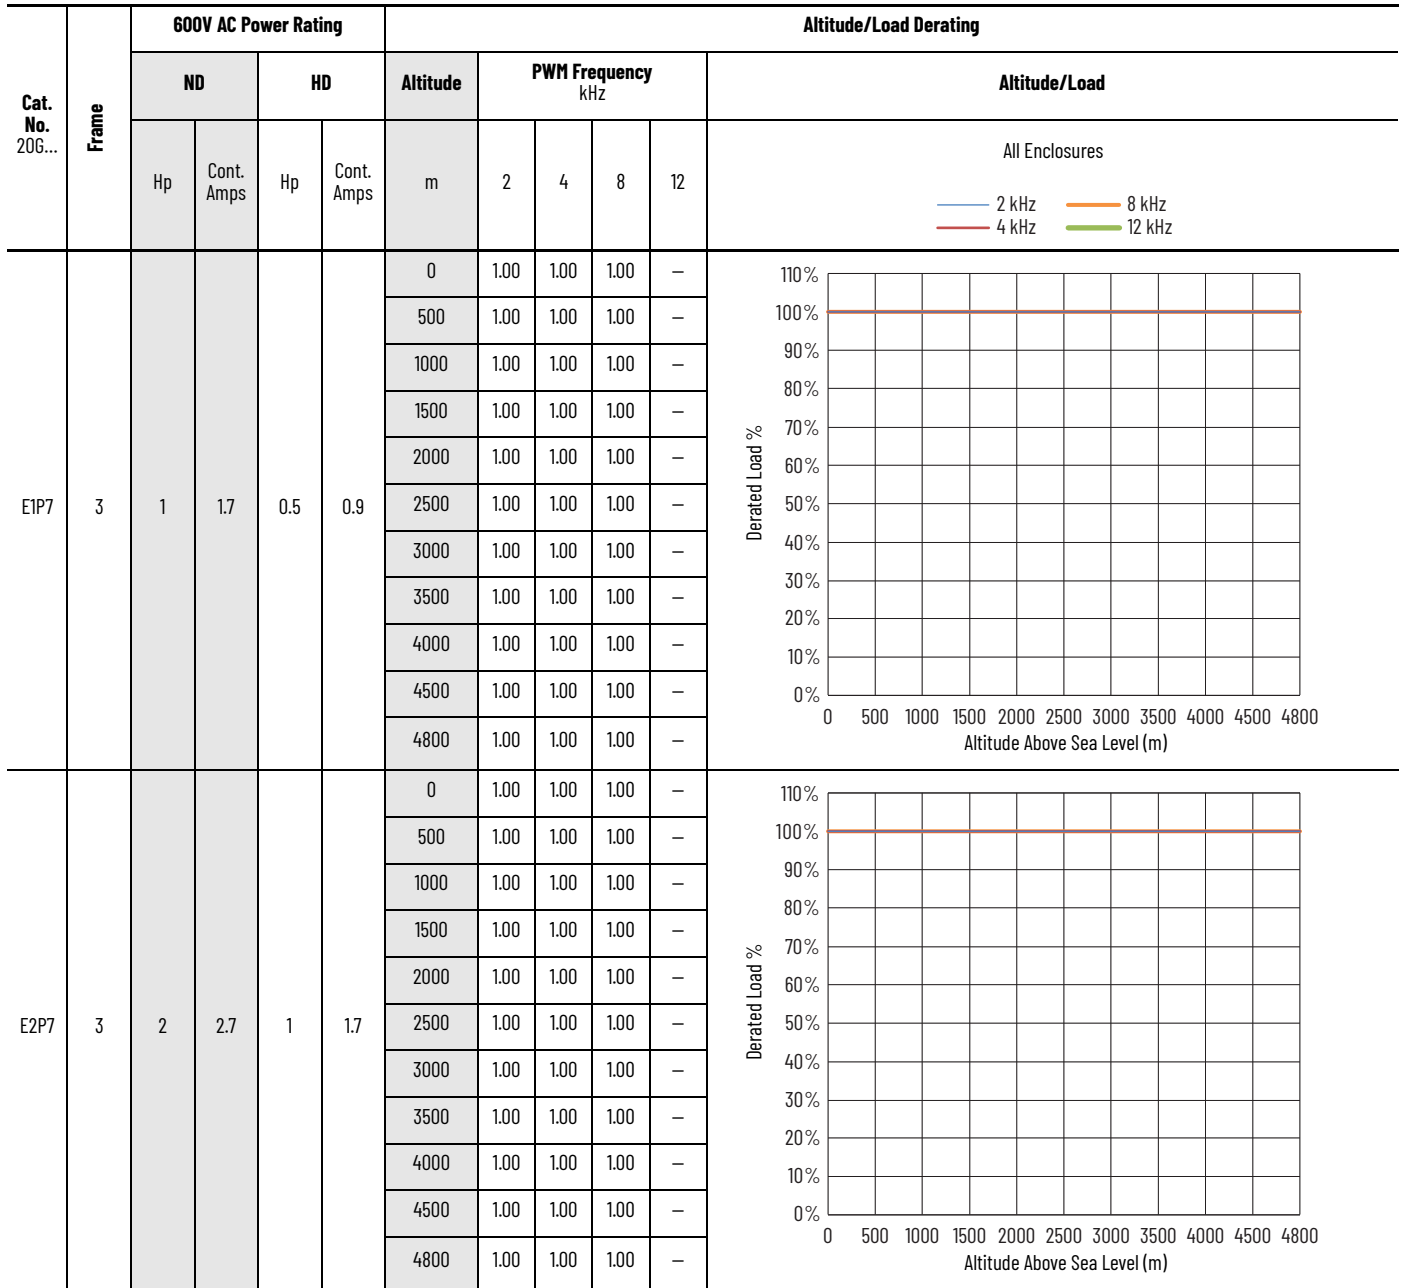 600V AC Power Rating Altitude/Load Derating
Cat. No. 20G... Frame ND HD Altitude PWM Frequency kHz Altitude/Load
Hp Cont. Amps Hp Cont. Amps m 2 4 8 12 All Enclosures
2 kHz 8 kHz
4 kHz 12 kHz
E1P7 3 1 1.7 0.5 0.9
0 1.00 1.00 1.00 —
500 1.00 1.00 1.00 —
1000 1.00 1.00 1.00 —
1500 1.00 1.00 1.00 —
2000 1.00 1.00 1.00 —
2500 1.00 1.00 1.00 —
3000 1.00 1.00 1.00 —
3500 1.00 1.00 1.00 —
4000 1.00 1.00 1.00 —
4500 1.00 1.00 1.00 —
4800 1.00 1.00 1.00 —
Derated Load %
110%
100%
90%
80%
70%
60%
50%
40%
30%
20%
10%
0%
0 500 1000 1500 2000 2500 3000 3500 4000 4500 4800
Altitude Above Sea Level (m)
E2P7 3 2 2.7 1 1.7
0 1.00 1.00 1.00 —
500 1.00 1.00 1.00 —
1000 1.00 1.00 1.00 —
1500 1.00 1.00 1.00 —
2000 1.00 1.00 1.00 —
2500 1.00 1.00 1.00 —
3000 1.00 1.00 1.00 —
3500 1.00 1.00 1.00 —
4000 1.00 1.00 1.00 —
4500 1.00 1.00 1.00 —
4800 1.00 1.00 1.00 —
Derated Load %
110%
100%
90%
80%
70%
60%
50%
40%
30%
20%
10%
0%
0 500 1000 1500 2000 2500 3000 3500 4000 4500 4800
Altitude Above Sea Level (m)